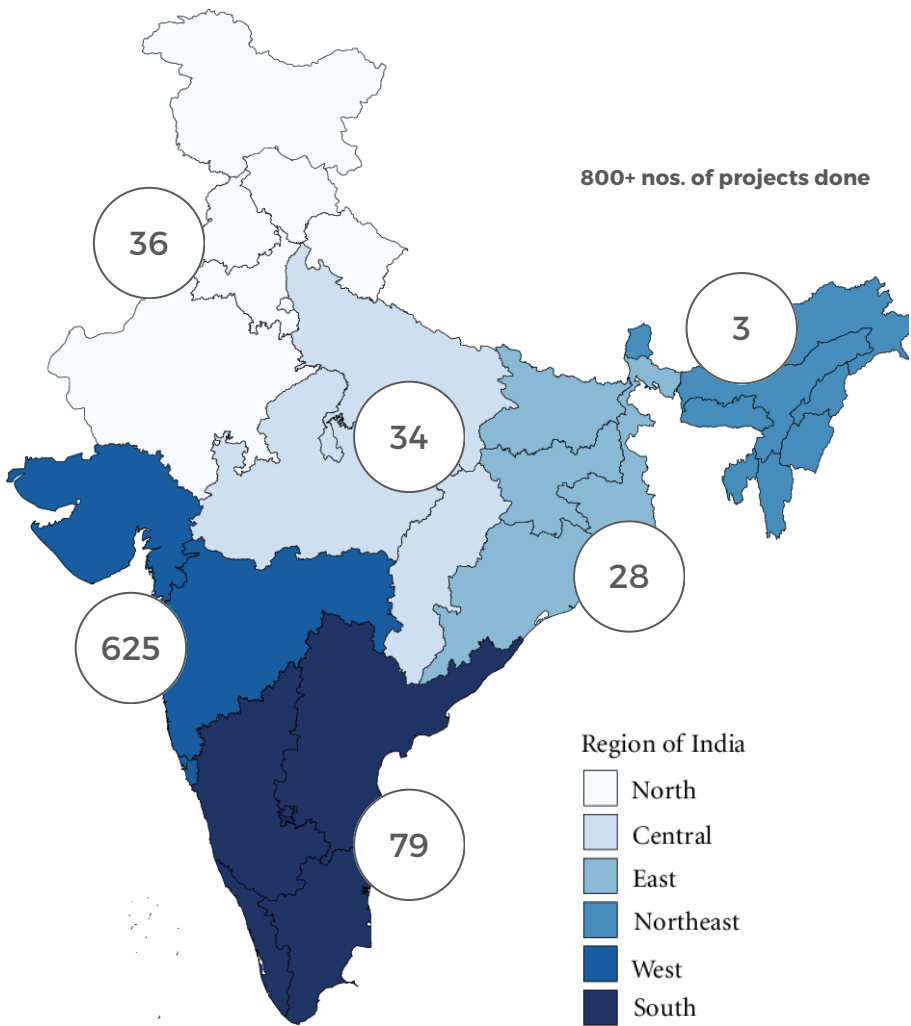 800+ nos. of projects done
36
3
34
28
625
79
Region of India
North
Central
East
Northeast
West
South